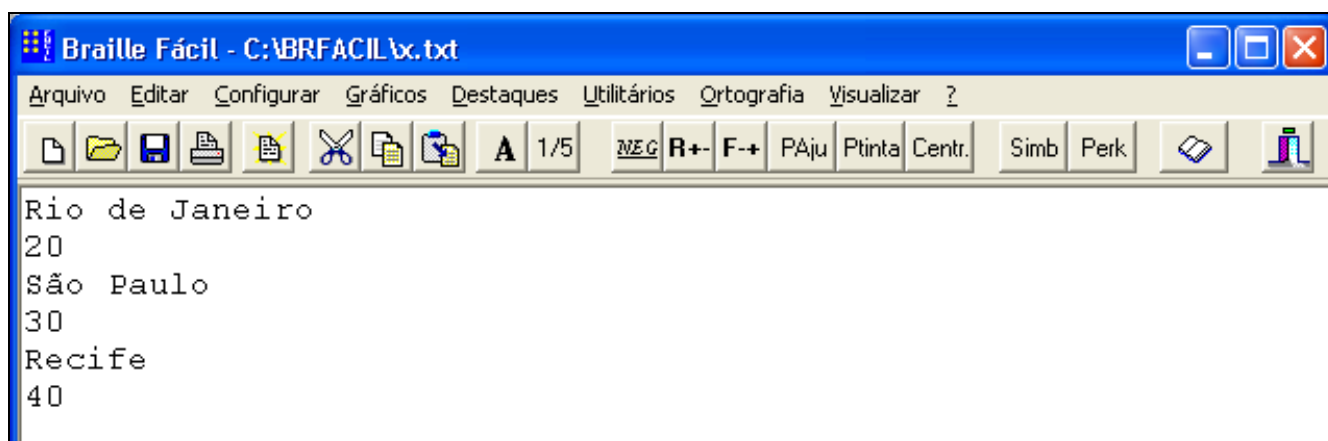 Braille Fácil - C:\BRFACIL\x.txt
Arquivo Editar Configurar Gráficos Destaques Utilitários Ortografia Visualizar ?
A 1/5 NEG R+- F-+ PAju Ptinta Centr. Simb Perk
Rio de Janeiro
20
São Paulo
30
Recife
40